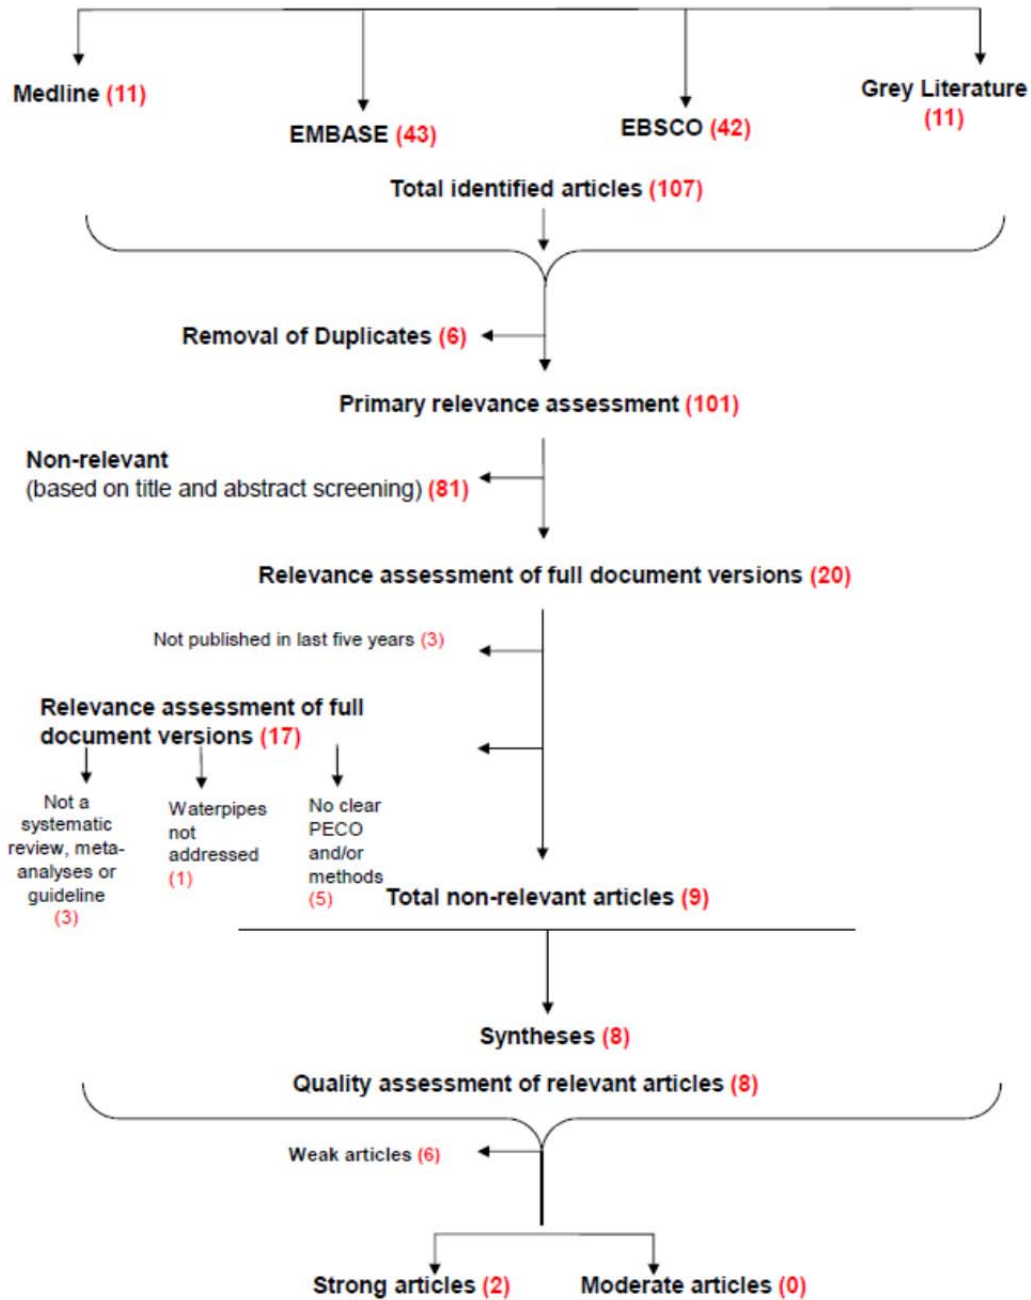 Medline (11)
EMBASE (43)
EBSCO (42)
Grey Literature
(11)
Total identified articles (107)
Removal of Duplicates (6)
Primary relevance assessment (101)
Non-relevant
(based on title and abstract screening) (81)
Relevance assessment of full document versions (20)
Not published in last five years (3)
Relevance assessment of full
document versions (17)
Not a
systematic
review, meta-
analyses or
guideline
(3)
Waterpipes
not
addressed
(1)
No clear
PECO
and/or
methods
(5)
Total non-relevant articles (9)
Syntheses (8)
Quality assessment of relevant articles (8)
Weak articles (6)
Strong articles (2)
Moderate articles (0)